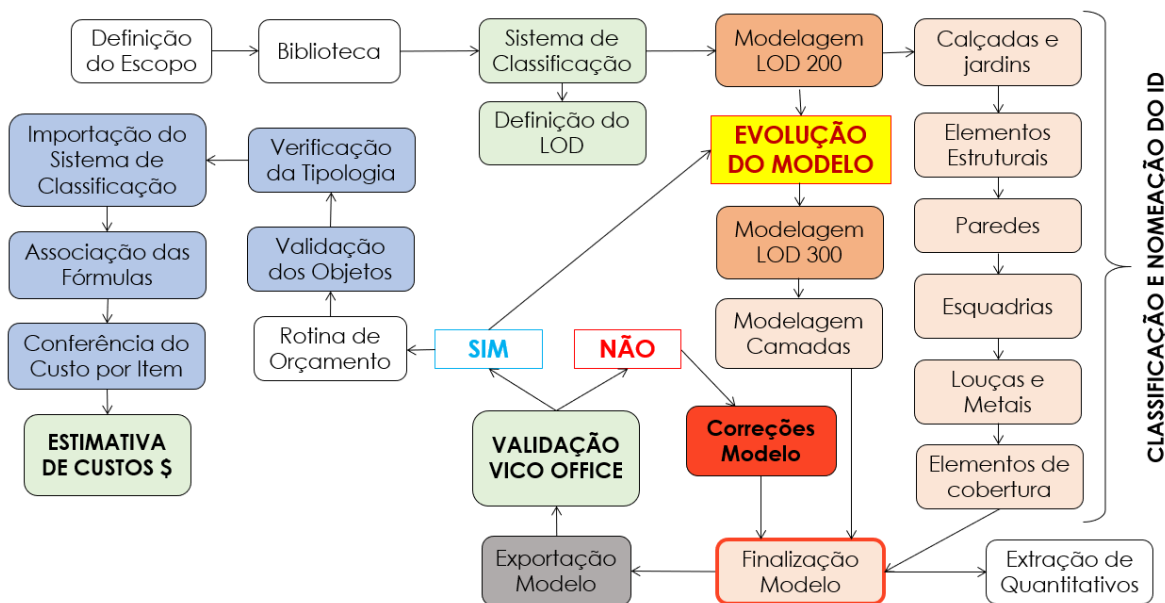 Definição
do Escopo
Biblioteca
Sistema de
Classificação
Modelagem
LOD 200
Calçadas e
jardins
Definição do
LOD
EVOLUÇÃO
DO MODELO
Elementos
Estruturais
Importação do
Sistema de
Classificação
Verificação
da Tipologia
Modelagem
LOD 300
Paredes
Associação das
Fórmulas
Validação
dos Objetos
Modelagem
Camadas
Esquadrias
Conferência do
Custo por Item
Rotina de
Orçamento
SIM
NÃO
Louças e
Metais
ESTIMATIVA
DE CUSTOS $
VALIDAÇÃO
VICO OFFICE
Correções
Modelo
Elementos de
cobertura
Exportação
Modelo
Finalização
Modelo
Extração de
Quantitativos
CLASSIFICAÇÃO E NOMEAÇÃO DO ID